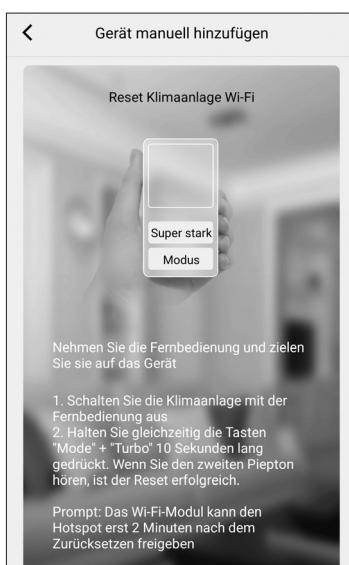 Gerät manuell hinzufügen
Reset Klimaanlage Wi-Fi
Super stark
Modus
Nehmen Sie die Fernbedienung und zielen
Sie sie auf das Gerät
1. Schalten Sie die Klimaanlage mit der
Fernbedienung aus
2. Halten Sie gleichzeitig die Tasten
"Mode" + "Turbo" 10 Sekunden lang
gedrückt. Wenn Sie den zweiten Piepton
hören, ist der Reset erfolgreich.
Prompt: Das Wi-Fi-Modul kann den
Hotspot erst 2 Minuten nach dem
Zurücksetzen freigeben